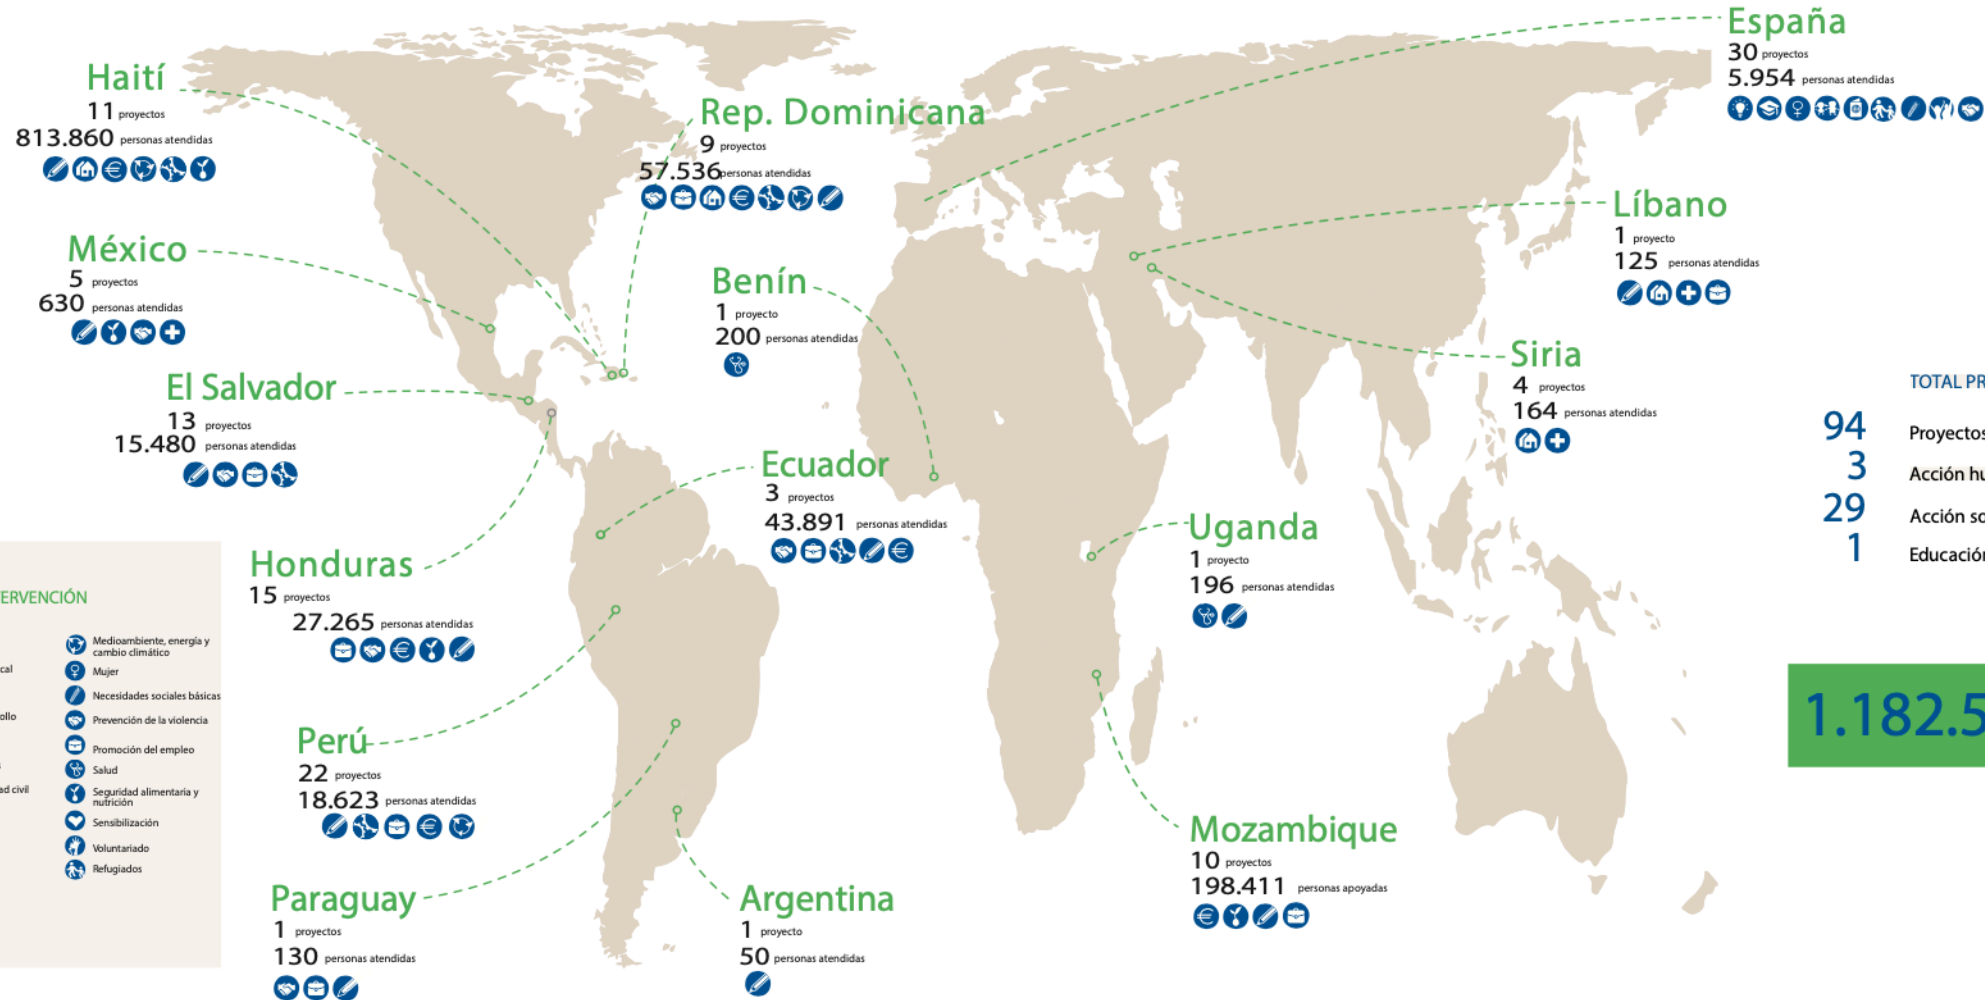 España
30 proyectos
5.954 personas atendidas
Haití
11 proyectos
813.860 personas atendidas
Rep. Dominicana
9 proyectos
57.536 personas atendidas
Líbano
1 proyecto
125 personas atendidas
México
5 proyectos
630 personas atendidas
Benín
1 proyecto
200 personas atendidas
Siria
4 proyectos
164 personas atendidas
El Salvador
13 proyectos
15.480 personas atendidas
Ecuador
3 proyectos
43.891 personas atendidas
Uganda
1 proyecto
196 personas atendidas
Honduras
15 proyectos
27.265 personas atendidas
Perú
22 proyectos
18.623 personas atendidas
Mozambique
10 proyectos
198.411 personas apoyadas
Paraguay
1 proyectos
130 personas atendidas
Argentina
1 proyecto
50 personas atendidas
TOTAL PR
94 Proyectos
3 Acción hu
29 Acción so
1 Educación
1.182.5
ERVENCIÓN
cal
ollo
s
ad civil
Medioambiente, energía y
cambio climático
Mujer
Necesidades sociales básicas
Prevención de la violencia
Promoción del empleo
Salud
Seguridad alimentaria y
nutrición
Sensibilización
Voluntariado
Refugiados